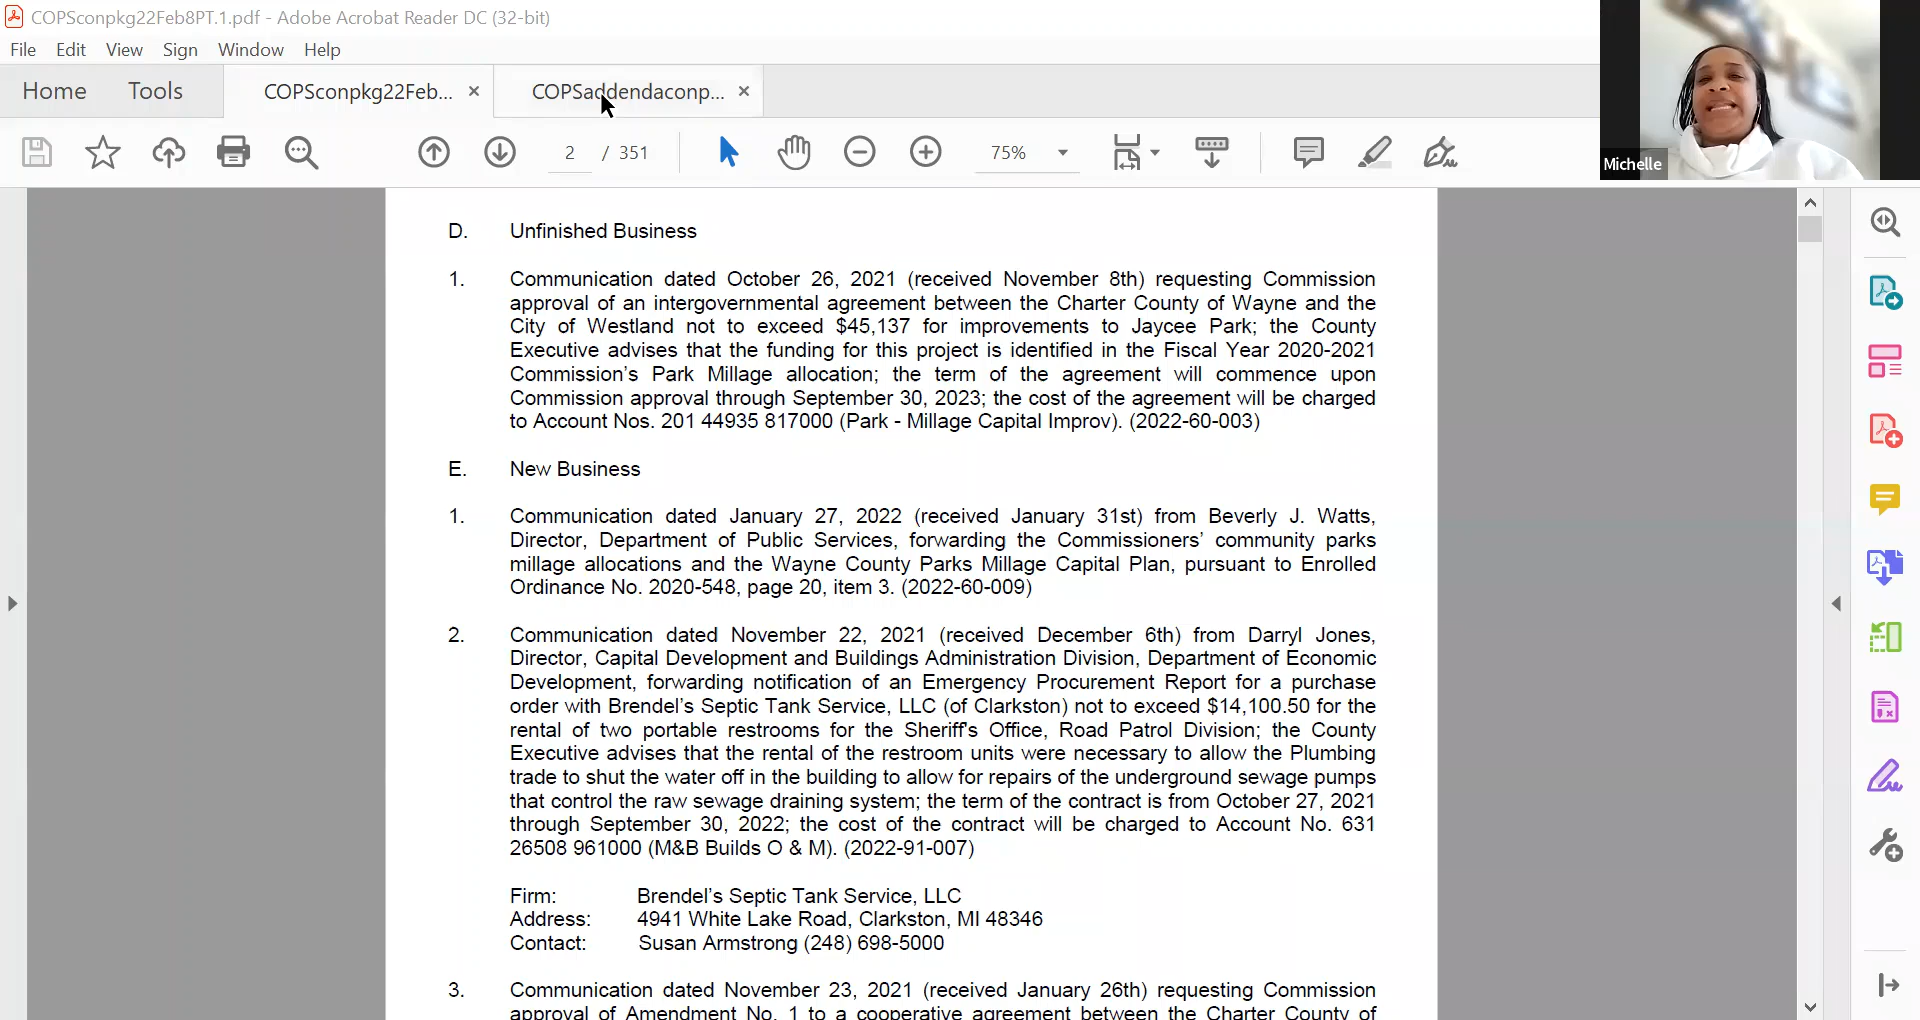 COPSconpkg22Feb8PT.1.pdf - Adobe Acrobat Reader DC (32-bit)
File Edit View Sign Window Help
Home Tools COPSconpkg22Feb... × COPSaddendaconp... ×
2 / 351 75%
Michelle
D. Unfinished Business
1. Communication dated October 26, 2021 (received November 8th) requesting Commission
approval of an intergovernmental agreement between the Charter County of Wayne and the
City of Westland not to exceed $45,137 for improvements to Jaycee Park; the County
Executive advises that the funding for this project is identified in the Fiscal Year 2020-2021
Commission's Park Millage allocation; the term of the agreement will commence upon
Commission approval through September 30, 2023; the cost of the agreement will be charged
to Account Nos. 201 44935 817000 (Park - Millage Capital Improv). (2022-60-003)
E. New Business
1. Communication dated January 27, 2022 (received January 31st) from Beverly J. Watts,
Director, Department of Public Services, forwarding the Commissioners' community parks
millage allocations and the Wayne County Parks Millage Capital Plan, pursuant to Enrolled
Ordinance No. 2020-548, page 20, item 3. (2022-60-009)
2. Communication dated November 22, 2021 (received December 6th) from Darryl Jones,
Director, Capital Development and Buildings Administration Division, Department of Economic
Development, forwarding notification of an Emergency Procurement Report for a purchase
order with Brendel's Septic Tank Service, LLC (of Clarkston) not to exceed $14,100.50 for the
rental of two portable restrooms for the Sheriff's Office, Road Patrol Division; the County
Executive advises that the rental of the restroom units were necessary to allow the Plumbing
trade to shut the water off in the building to allow for repairs of the underground sewage pumps
that control the raw sewage draining system; the term of the contract is from October 27, 2021
through September 30, 2022; the cost of the contract will be charged to Account No. 631
26508 961000 (M&B Builds O & M). (2022-91-007)
Firm: Brendel's Septic Tank Service, LLC
Address: 4941 White Lake Road, Clarkston, MI 48346
Contact: Susan Armstrong (248) 698-5000
3. Communication dated November 23, 2021 (received January 26th) requesting Commission
approval of Amendment No. 1 to a cooperative agreement between the Charter County of